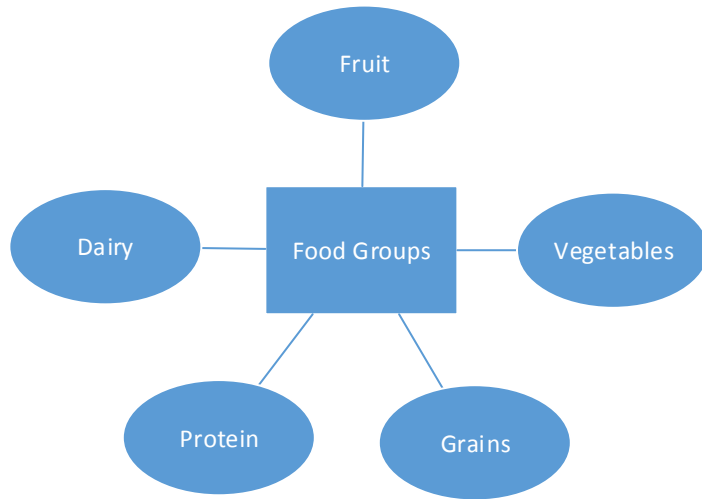 Fruit
Dairy
Food Groups
Vegetables
Protein
Grains